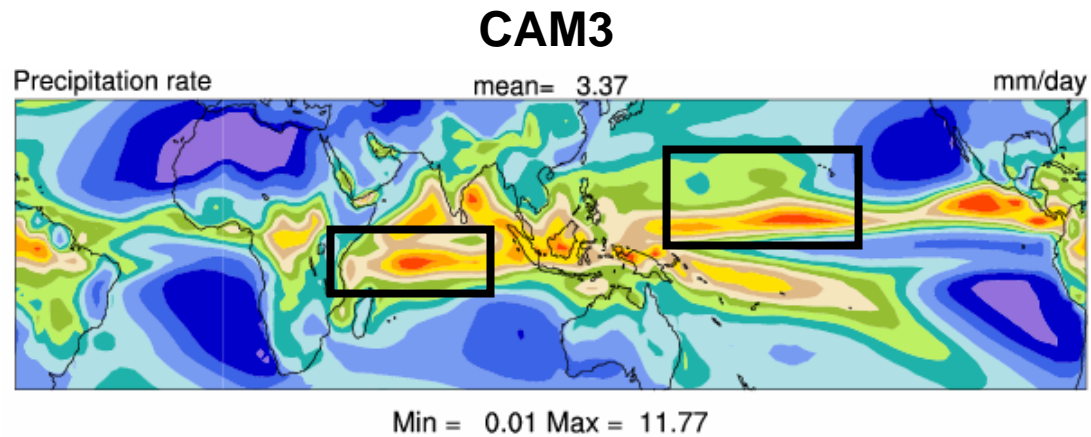 CAM3
Precipitation rate mean= 3.37 mm/day
Min = 0.01 Max = 11.77